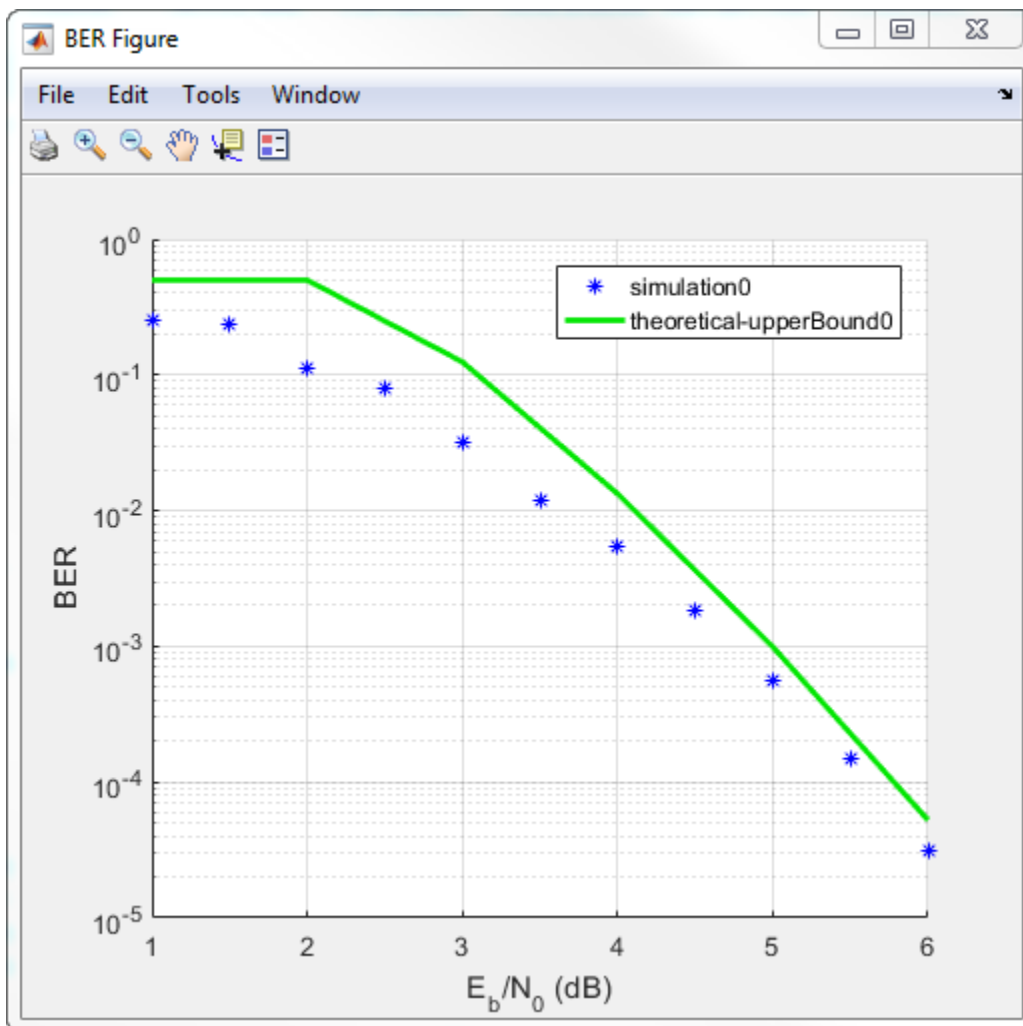 BER Figure
File Edit Tools Window
10^0
10^-1
10^-2
10^-3
10^-4
10^-5
BER
simulation0
theoretical-upperBound0
1 2 3 4 5 6
E_b/N_0 (dB)